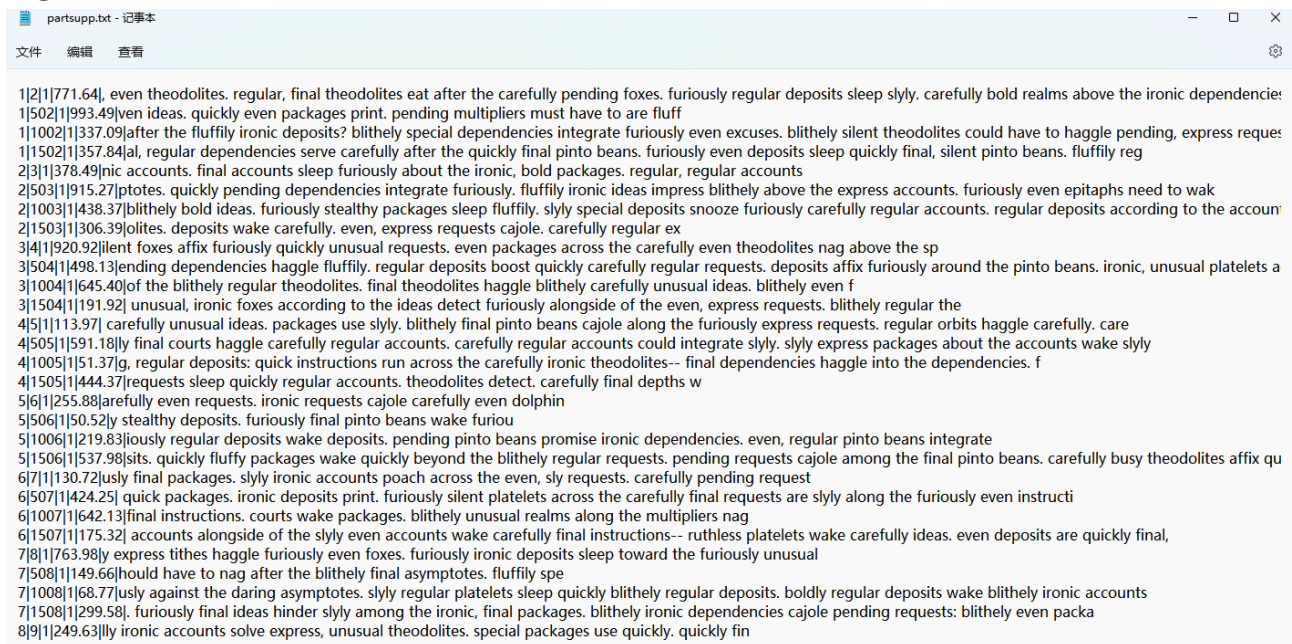 partsupp.txt - 记事本
文件 编辑 查看
1|2|1|771.64|, even theodolites. regular, final theodolites eat after the carefully pending foxes. furiously regular deposits sleep slyly. carefully bold realms above the ironic dependencies
1|502|1|993.49|ven ideas. quickly even packages print. pending multipliers must have to are fluff
1|1002|1|337.09|after the fluffily ironic deposits? blithely special dependencies integrate furiously even excuses. blithely silent theodolites could have to haggle pending, express reques
1|1502|1|357.84|al, regular dependencies serve carefully after the quickly final pinto beans. furiously even deposits sleep quickly final, silent pinto beans. fluffily reg
2|3|1|378.49|nic accounts. final accounts sleep furiously about the ironic, bold packages. regular, regular accounts
2|503|1|915.27|ptotes. quickly pending dependencies integrate furiously. fluffily ironic ideas impress blithely above the express accounts. furiously even epitaphs need to wak
2|1003|1|438.37|blithely bold ideas. furiously stealthy packages sleep fluffily. slyly special deposits snooze furiously carefully regular accounts. regular deposits according to the accoun
2|1503|1|306.39|olites. deposits wake carefully. even, express requests cajole. carefully regular ex
3|4|1|920.92|ilent foxes affix furiously quickly unusual requests. even packages across the carefully even theodolites nag above the sp
3|504|1|498.13|ending dependencies haggle fluffily. regular deposits boost quickly carefully regular requests. deposits affix furiously around the pinto beans. ironic, unusual platelets a
3|1004|1|645.40|of the blithely regular theodolites. final theodolites haggle blithely carefully unusual ideas. blithely even f
3|1504|1|191.92| unusual, ironic foxes according to the ideas detect furiously alongside of the even, express requests. blithely regular the
4|5|1|113.97| carefully unusual ideas. packages use slyly. blithely final pinto beans cajole along the furiously express requests. regular orbits haggle carefully. care
4|505|1|591.18|ly final courts haggle carefully regular accounts. carefully regular accounts could integrate slyly. slyly express packages about the accounts wake slyly
4|1005|1|51.37|g, regular deposits: quick instructions run across the carefully ironic theodolites-- final dependencies haggle into the dependencies. f
4|1505|1|444.37|requests sleep quickly regular accounts. theodolites detect. carefully final depths w
5|6|1|255.88|arefully even requests. ironic requests cajole carefully even dolphin
5|506|1|50.52|y stealthy deposits. furiously final pinto beans wake furiou
5|1006|1|219.83|iously regular deposits wake deposits. pending pinto beans promise ironic dependencies. even, regular pinto beans integrate
5|1506|1|537.98|sits. quickly fluffy packages wake quickly beyond the blithely regular requests. pending requests cajole among the final pinto beans. carefully busy theodolites affix qu
6|7|1|130.72|usly final packages. slyly ironic accounts poach across the even, sly requests. carefully pending request
6|507|1|424.25| quick packages. ironic deposits print. furiously silent platelets across the carefully final requests are slyly along the furiously even instructi
6|1007|1|642.13|final instructions. courts wake packages. blithely unusual realms along the multipliers nag
6|1507|1|175.32| accounts alongside of the slyly even accounts wake carefully final instructions-- ruthless platelets wake carefully ideas. even deposits are quickly final,
7|8|1|763.98|y express tithes haggle furiously even foxes. furiously ironic deposits sleep toward the furiously unusual
7|508|1|149.66|hould have to nag after the blithely final asymptotes. fluffily spe
7|1008|1|68.77|usly against the daring asymptotes. slyly regular platelets sleep quickly blithely regular deposits. boldly regular deposits wake blithely ironic accounts
7|1508|1|299.58|. furiously final ideas hinder slyly among the ironic, final packages. blithely ironic dependencies cajole pending requests: blithely even packa
8|9|1|249.63|lly ironic accounts solve express, unusual theodolites. special packages use quickly. quickly fin